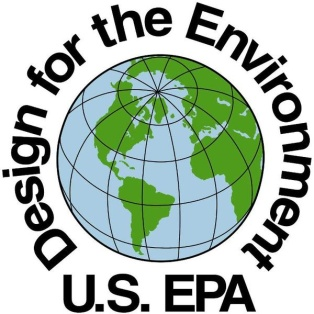 Design for the Environment
U.S. EPA